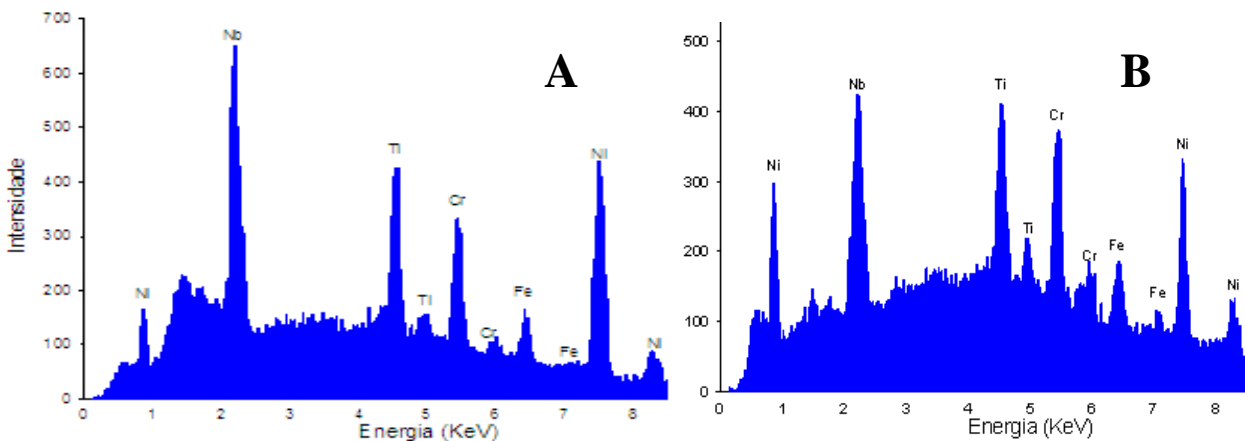 700
600
500
400
300
200
100
0
Intensidade
Nb
A
Ti
Ni
Cr
Ni
Fe
Ti
Cr
Fe
Ni
0 1 2 3 4 5 6 7 8
Energia (KeV)
500
400
300
200
100
0
B
Nb
Ti
Cr
Ni
Ni
Ti
Cr
Fe
Fe
Ni
0 1 2 3 4 5 6 7 8
Energia (KeV)